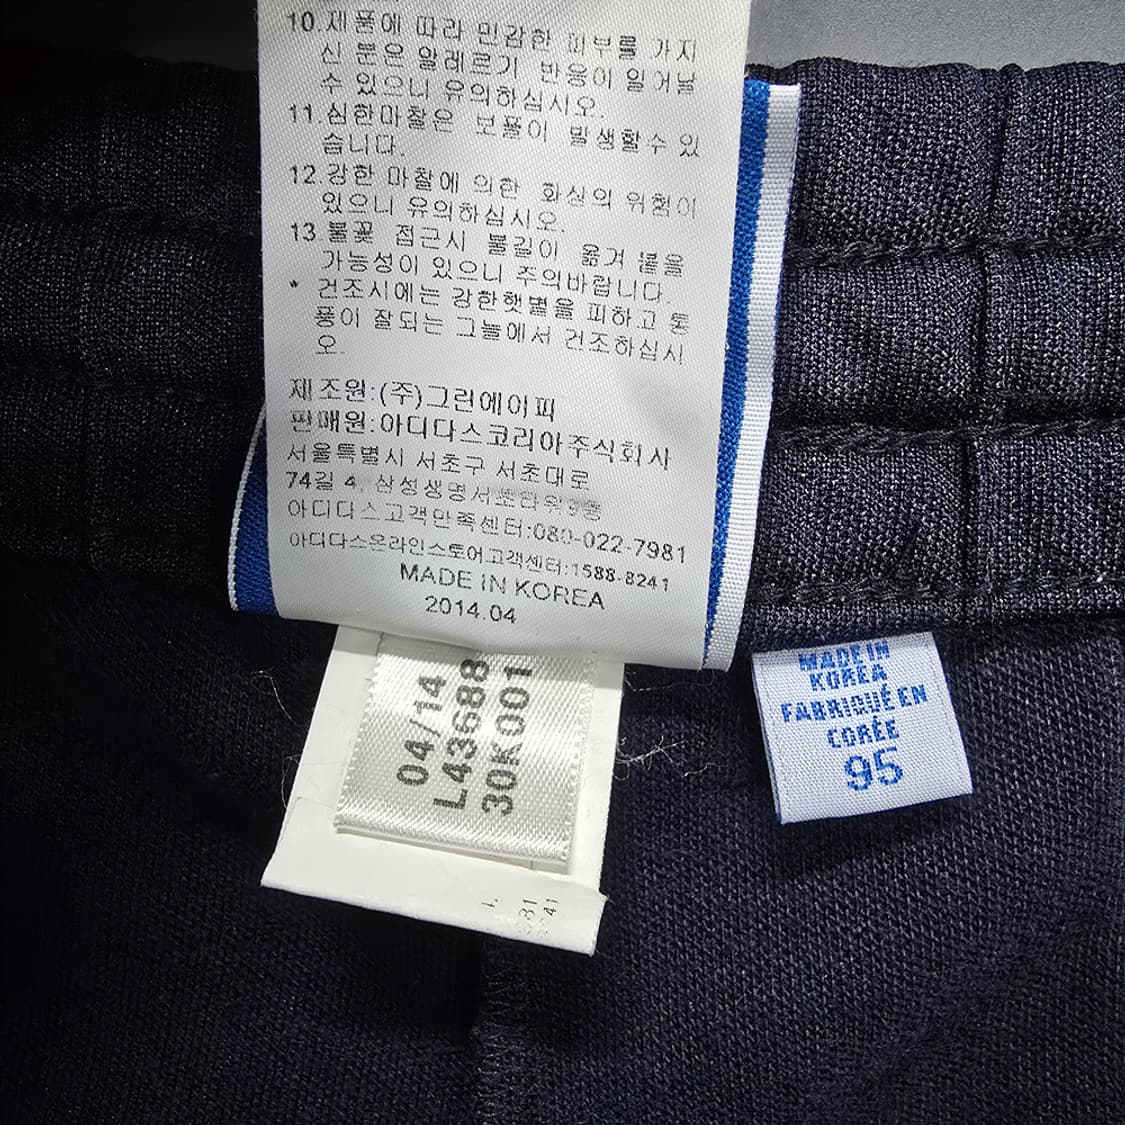 10.제품에 따라 민감한 피부를 가지
신 분은 알레르기 반응이 일어날
수 있으니 유의하십시오.
11.심한마찰은 보풀이 발생할수 있
습니다.
12.강한 마찰에 의한 화상의 위험이
있으니 유의하십시오.
13.불꽃 접근시 불길이 옮겨 붙을
가능성이 있으니 주의바랍니다.
* 건조시에는 강한햇볕을 피하고 통
풍이 잘되는 그늘에서 건조하십시
오.
제조원:(주)그린에이피
판매원:아디다스코리아주식회사
서울특별시 서초구 서초대로
74길 4, 삼성생명서초타워
아디다스고객만족센터:080-022-7981
아디다스온라인스토어고객센터:1588-8241
MADE IN KOREA
2014.04
04/14
L43688
30K001
MADE IN
KOREA
FABRIQUÉ EN
CORÉE
95